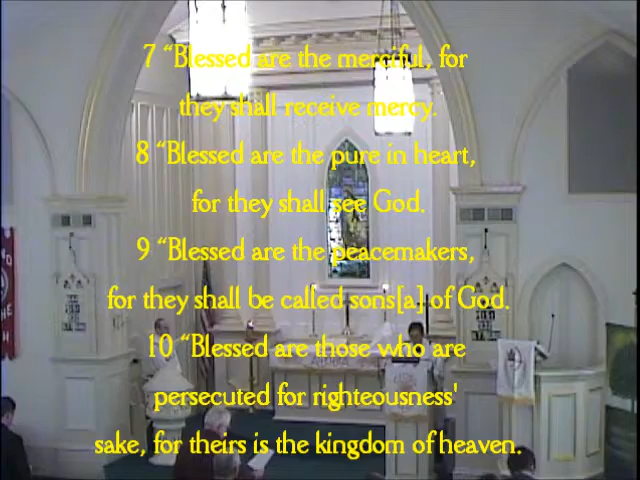 7 “Blessed are the merciful, for
they shall receive mercy.
8 “Blessed are the pure in heart,
for they shall see God.
9 “Blessed are the peacemakers,
for they shall be called sons[a] of God.
10 “Blessed are those who are
persecuted for righteousness'
sake, for theirs is the kingdom of heaven.